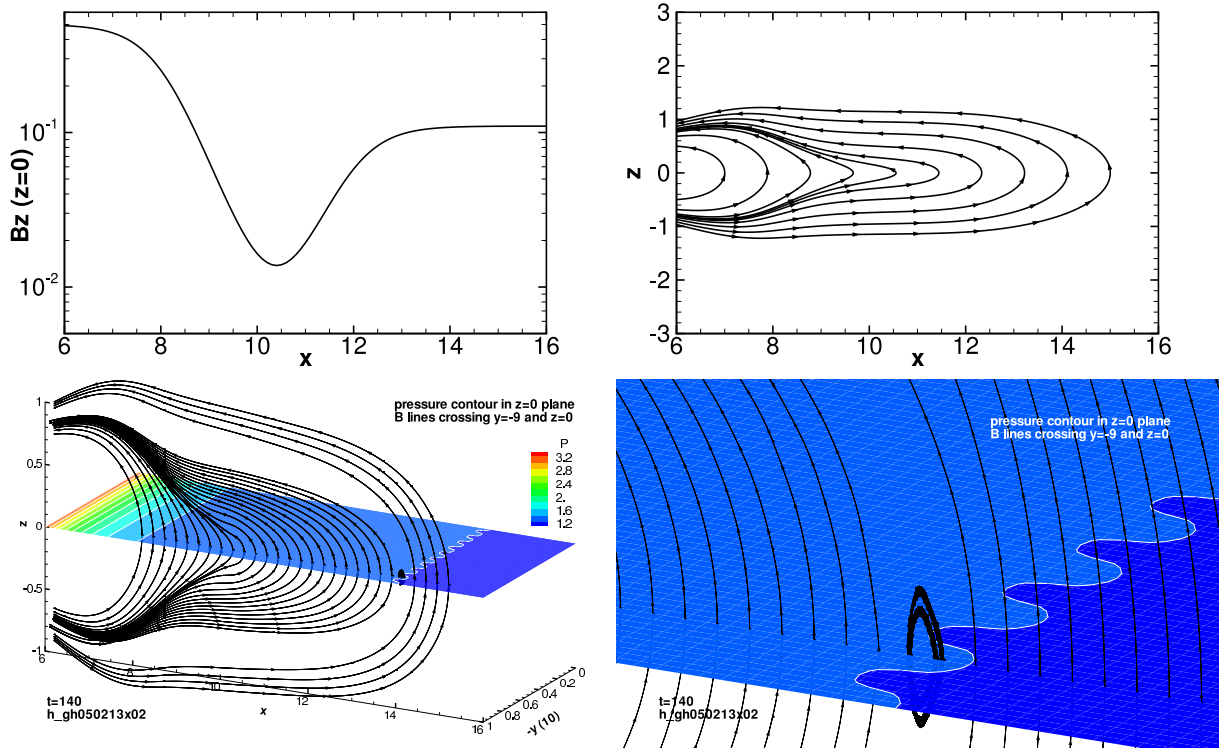 10-1
10-2
Bz (z=0)
6 8 10 12 14 16
x
3
2
1
0
-1
-2
-3
z
6 8 10 12 14 16
x
pressure contour in z=0 plane
B lines crossing y=-9 and z=0
P
3.2
2.8
2.4
2.
1.6
1.2
1
0.5
0
-0.5
-1
z
6 8 10 12 14 16
x
1 0.8 0.6 0.4 0.2 0
-y (10)
t=140
h_gh050213x02
pressure contour in z=0 plane
B lines crossing y=-9 and z=0
t=140
h_gh050213x02